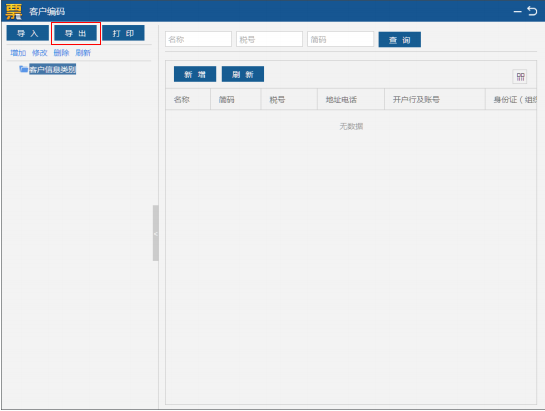 票 客户编码
导 入 导 出 打 印
增加 修改 删除 刷新
客户信息类别
名称 税号 简码 查 询
新 增 刷 新
名称 简码 税号 地址电话 开户行及账号 身份证（组织
无数据